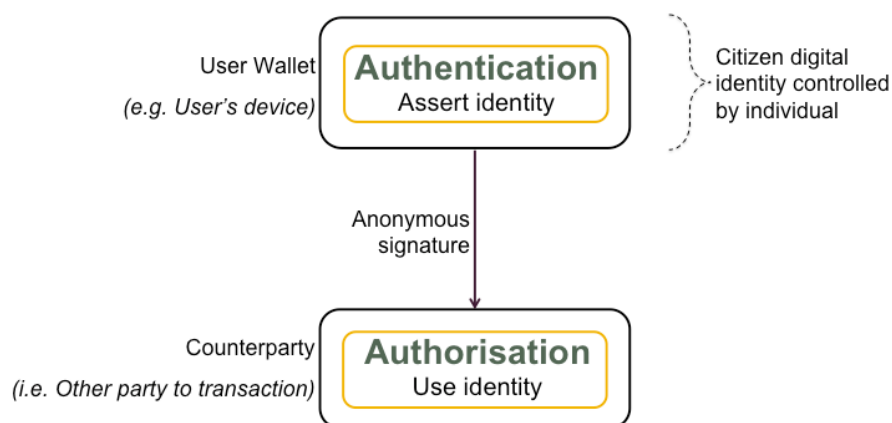 User Wallet
(e.g. User's device)
Authentication
Assert identity
Citizen digital
identity controlled
by individual
Anonymous
signature
Counterparty
(i.e. Other party to transaction)
Authorisation
Use identity